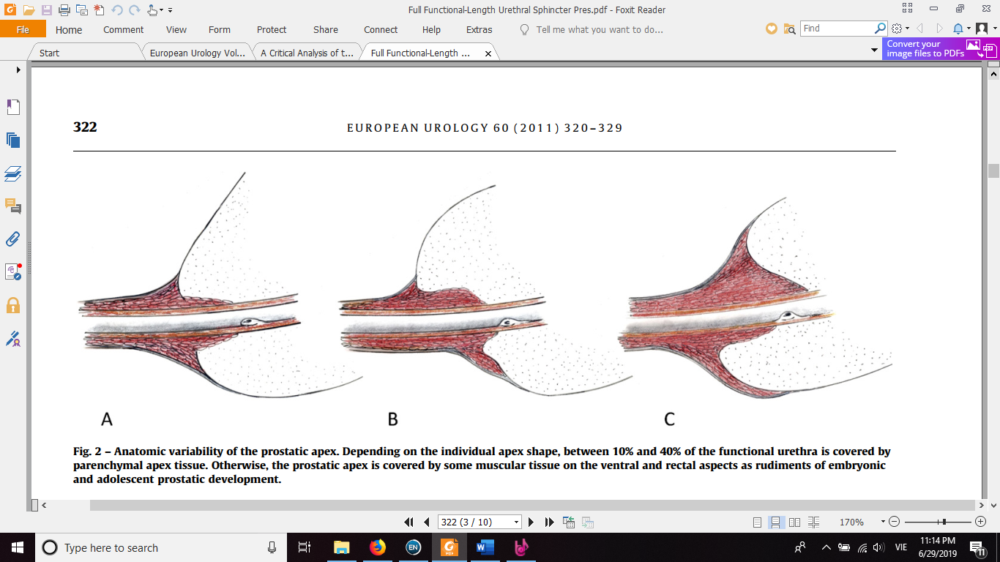 Full Functional-Length Urethral Sphincter Pres.pdf - Foxit Reader
File Home Comment View Form Protect Share Connect Help Extras Tell me what you want to do... Find
Start European Urology Vol... A Critical Analysis of t... Full Functional-Length ...
Convert your
image files to PDFs
322 EUROPEAN UROLOGY 60 (2011) 320–329
A B C
Fig. 2 – Anatomic variability of the prostatic apex. Depending on the individual apex shape, between 10% and 40% of the functional urethra is covered by
parenchymal apex tissue. Otherwise, the prostatic apex is covered by some muscular tissue on the ventral and rectal aspects as rudiments of embryonic
and adolescent prostatic development.
322 (3 / 10) 170%
Type here to search EN VIE 11:14 PM
6/29/2019 11